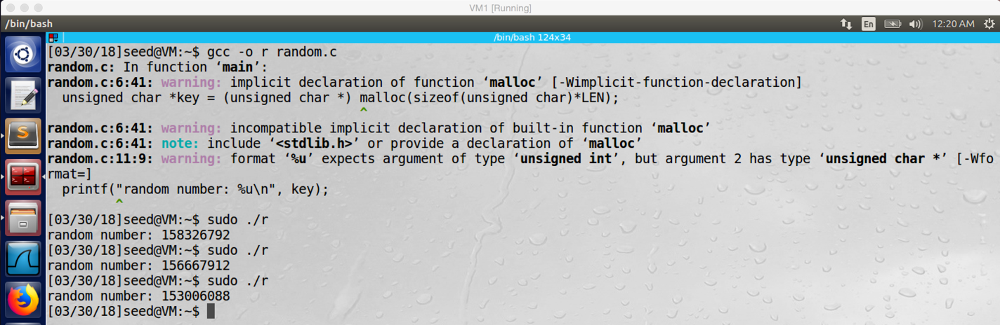 VM1 [Running]
/bin/bash
En
12:20 AM
/bin/bash 124x34
[03/30/18]seed@VM:~$ gcc -o r random.c
random.c: In function ‘main’:
random.c:6:41: warning: implicit declaration of function ‘malloc’ [-Wimplicit-function-declaration]
unsigned char *key = (unsigned char *) malloc(sizeof(unsigned char)*LEN);
^
random.c:6:41: warning: incompatible implicit declaration of built-in function ‘malloc’
random.c:6:41: note: include ‘<stdlib.h>’ or provide a declaration of ‘malloc’
random.c:11:9: warning: format ‘%u’ expects argument of type ‘unsigned int’, but argument 2 has type ‘unsigned char *’ [-Wfo
rmat=]
printf("random number: %u\n", key);
^
[03/30/18]seed@VM:~$ sudo ./r
random number: 158326792
[03/30/18]seed@VM:~$ sudo ./r
random number: 156667912
[03/30/18]seed@VM:~$ sudo ./r
random number: 153006088
[03/30/18]seed@VM:~$